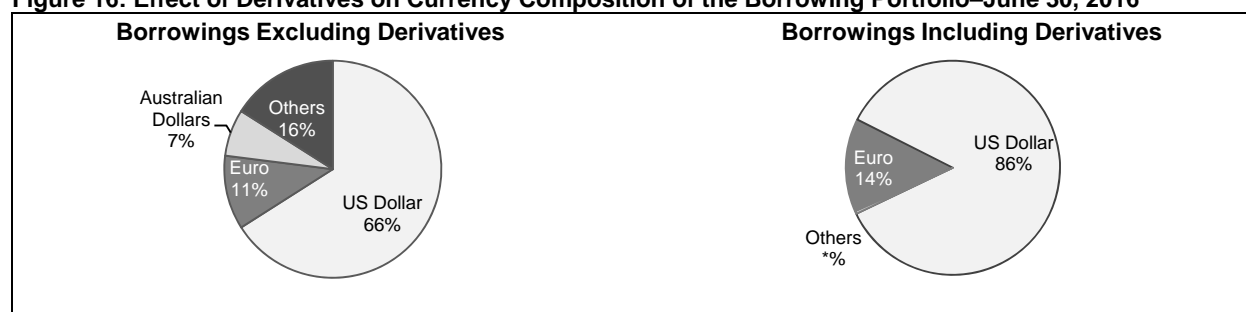 Figure 16: Effect of Derivatives on Currency Composition of the Borrowing Portfolio–June 30, 2016
Borrowings Excluding Derivatives
Australian
Dollars
7%
Others
16%
Euro
11%
US Dollar
66%
Borrowings Including Derivatives
Euro
14%
US Dollar
86%
Others
*%